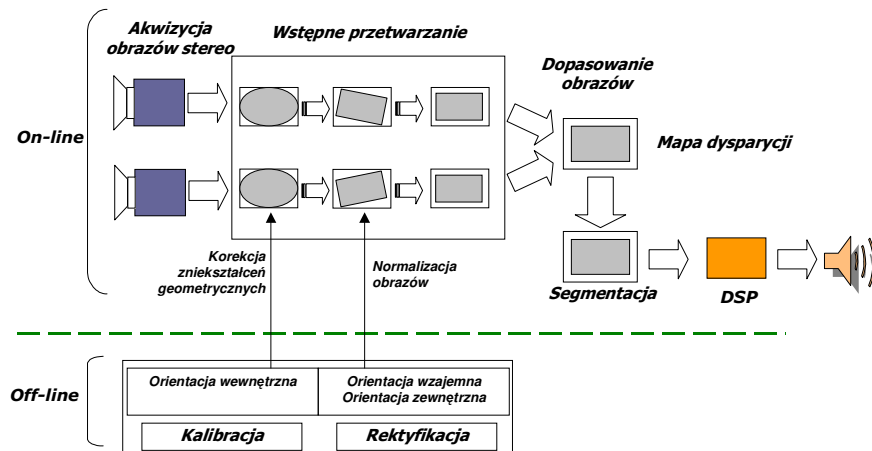 Akwizycja
obrazów stereo
Wstępne przetwarzanie
Dopasowanie
obrazów
On-line
Mapa dysparycji
Korekcja
zniekształceń
geometrycznych
Normalizacja
obrazów
Segmentacja
DSP
Off-line
Orientacja wewnętrzna
Orientacja wzajemna
Orientacja zewnętrzna
Kalibracja
Rektyfikacja